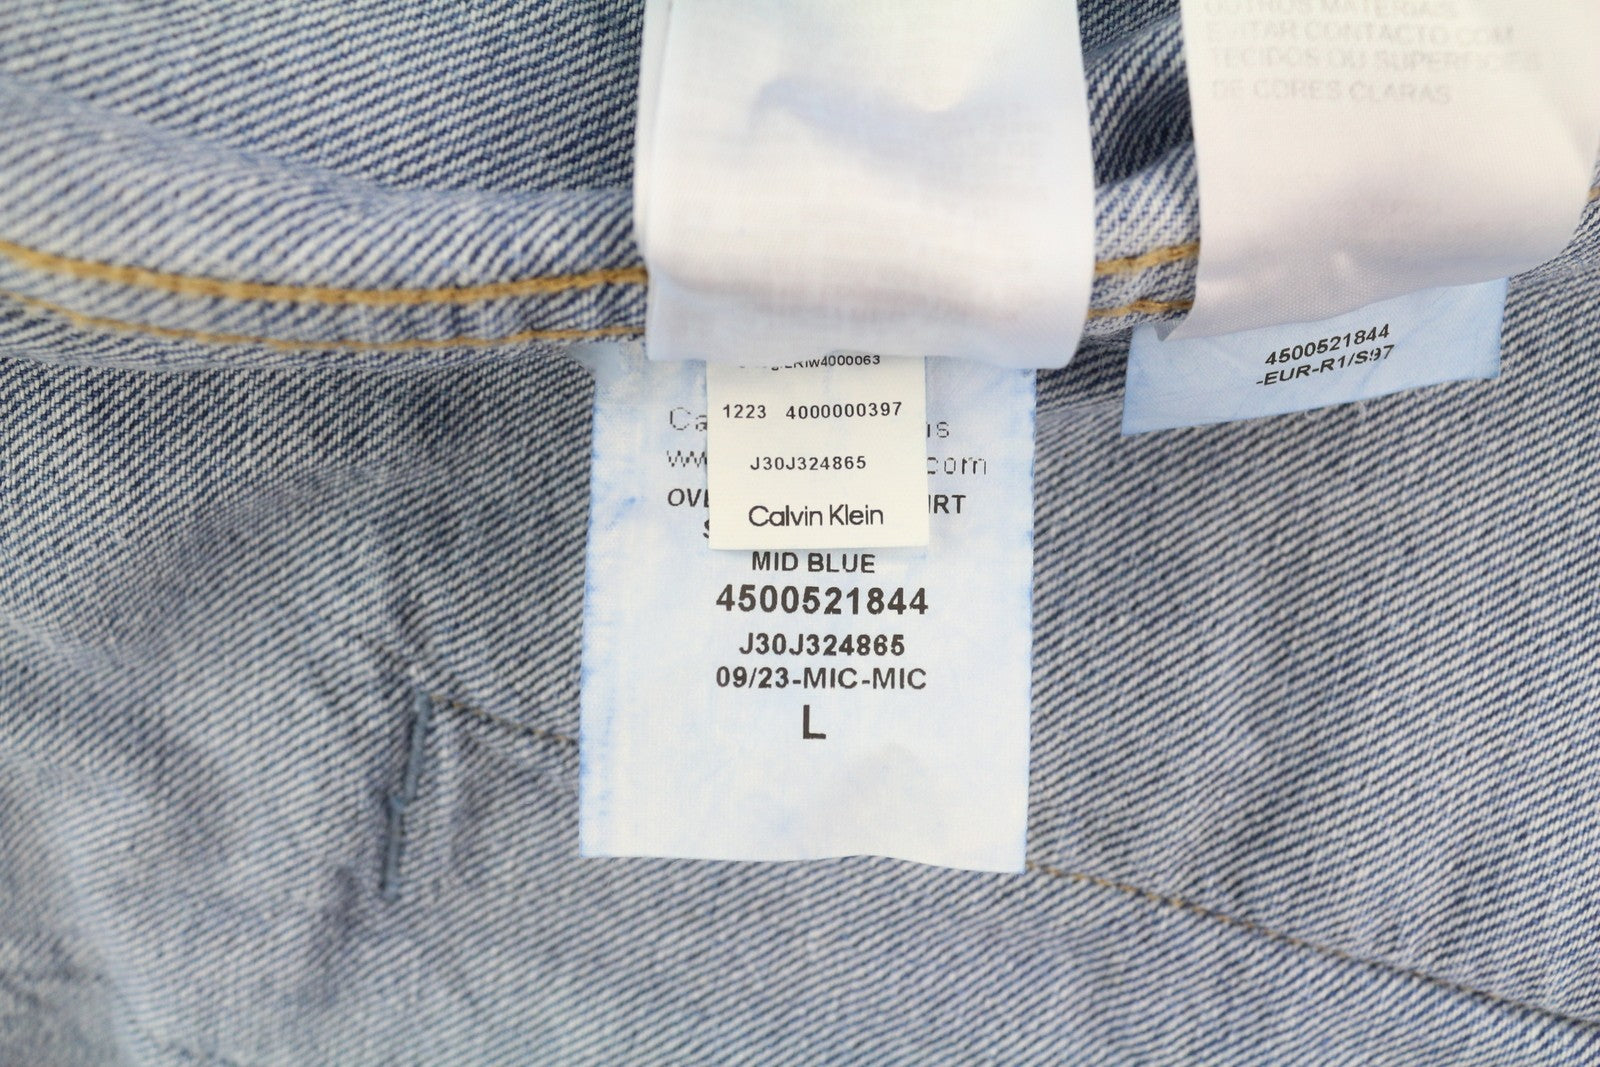 OUTROS MATERIAIS.
EVITAR CONTACTO COM
TECIDOS OU SUPERFICIES
DE CORES CLARAS
4500521844
-EUR-R1/S97
1223 4000000397
J30J324865
Calvin Klein
MID BLUE
4500521844
J30J324865
09/23-MIC-MIC
L